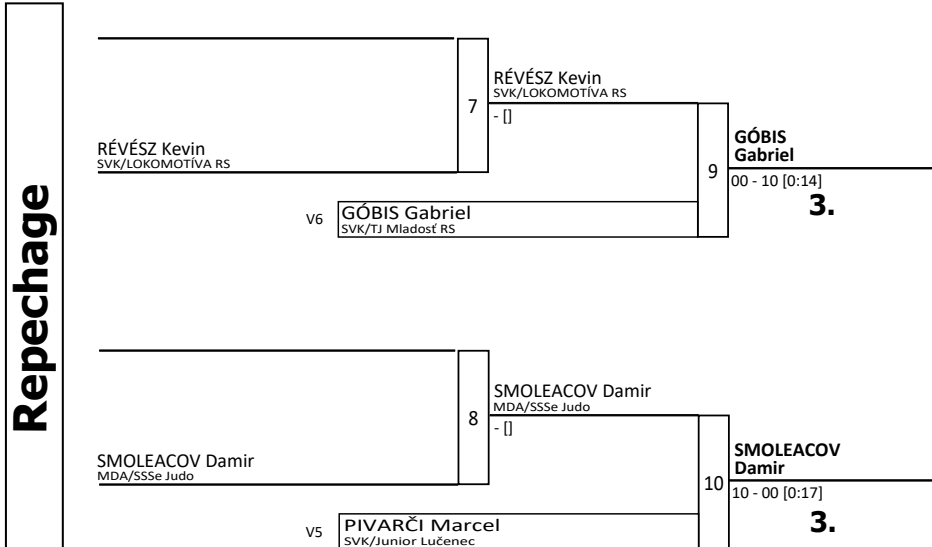 Repechage
RÉVÉSZ Kevin
SVK/LOKOMOTÍVA RS
7
RÉVÉSZ Kevin
SVK/LOKOMOTÍVA RS
- []
V6
GÓBIS Gabriel
SVK/TJ Mladosť RS
9
GÓBIS
Gabriel
00 - 10 [0:14]
3.
SMOLEACOV Damir
MDA/SSSe Judo
8
SMOLEACOV Damir
MDA/SSSe Judo
- []
V5
PIVARČI Marcel
SVK/Junior Lučenec
10
SMOLEACOV
Damir
10 - 00 [0:17]
3.